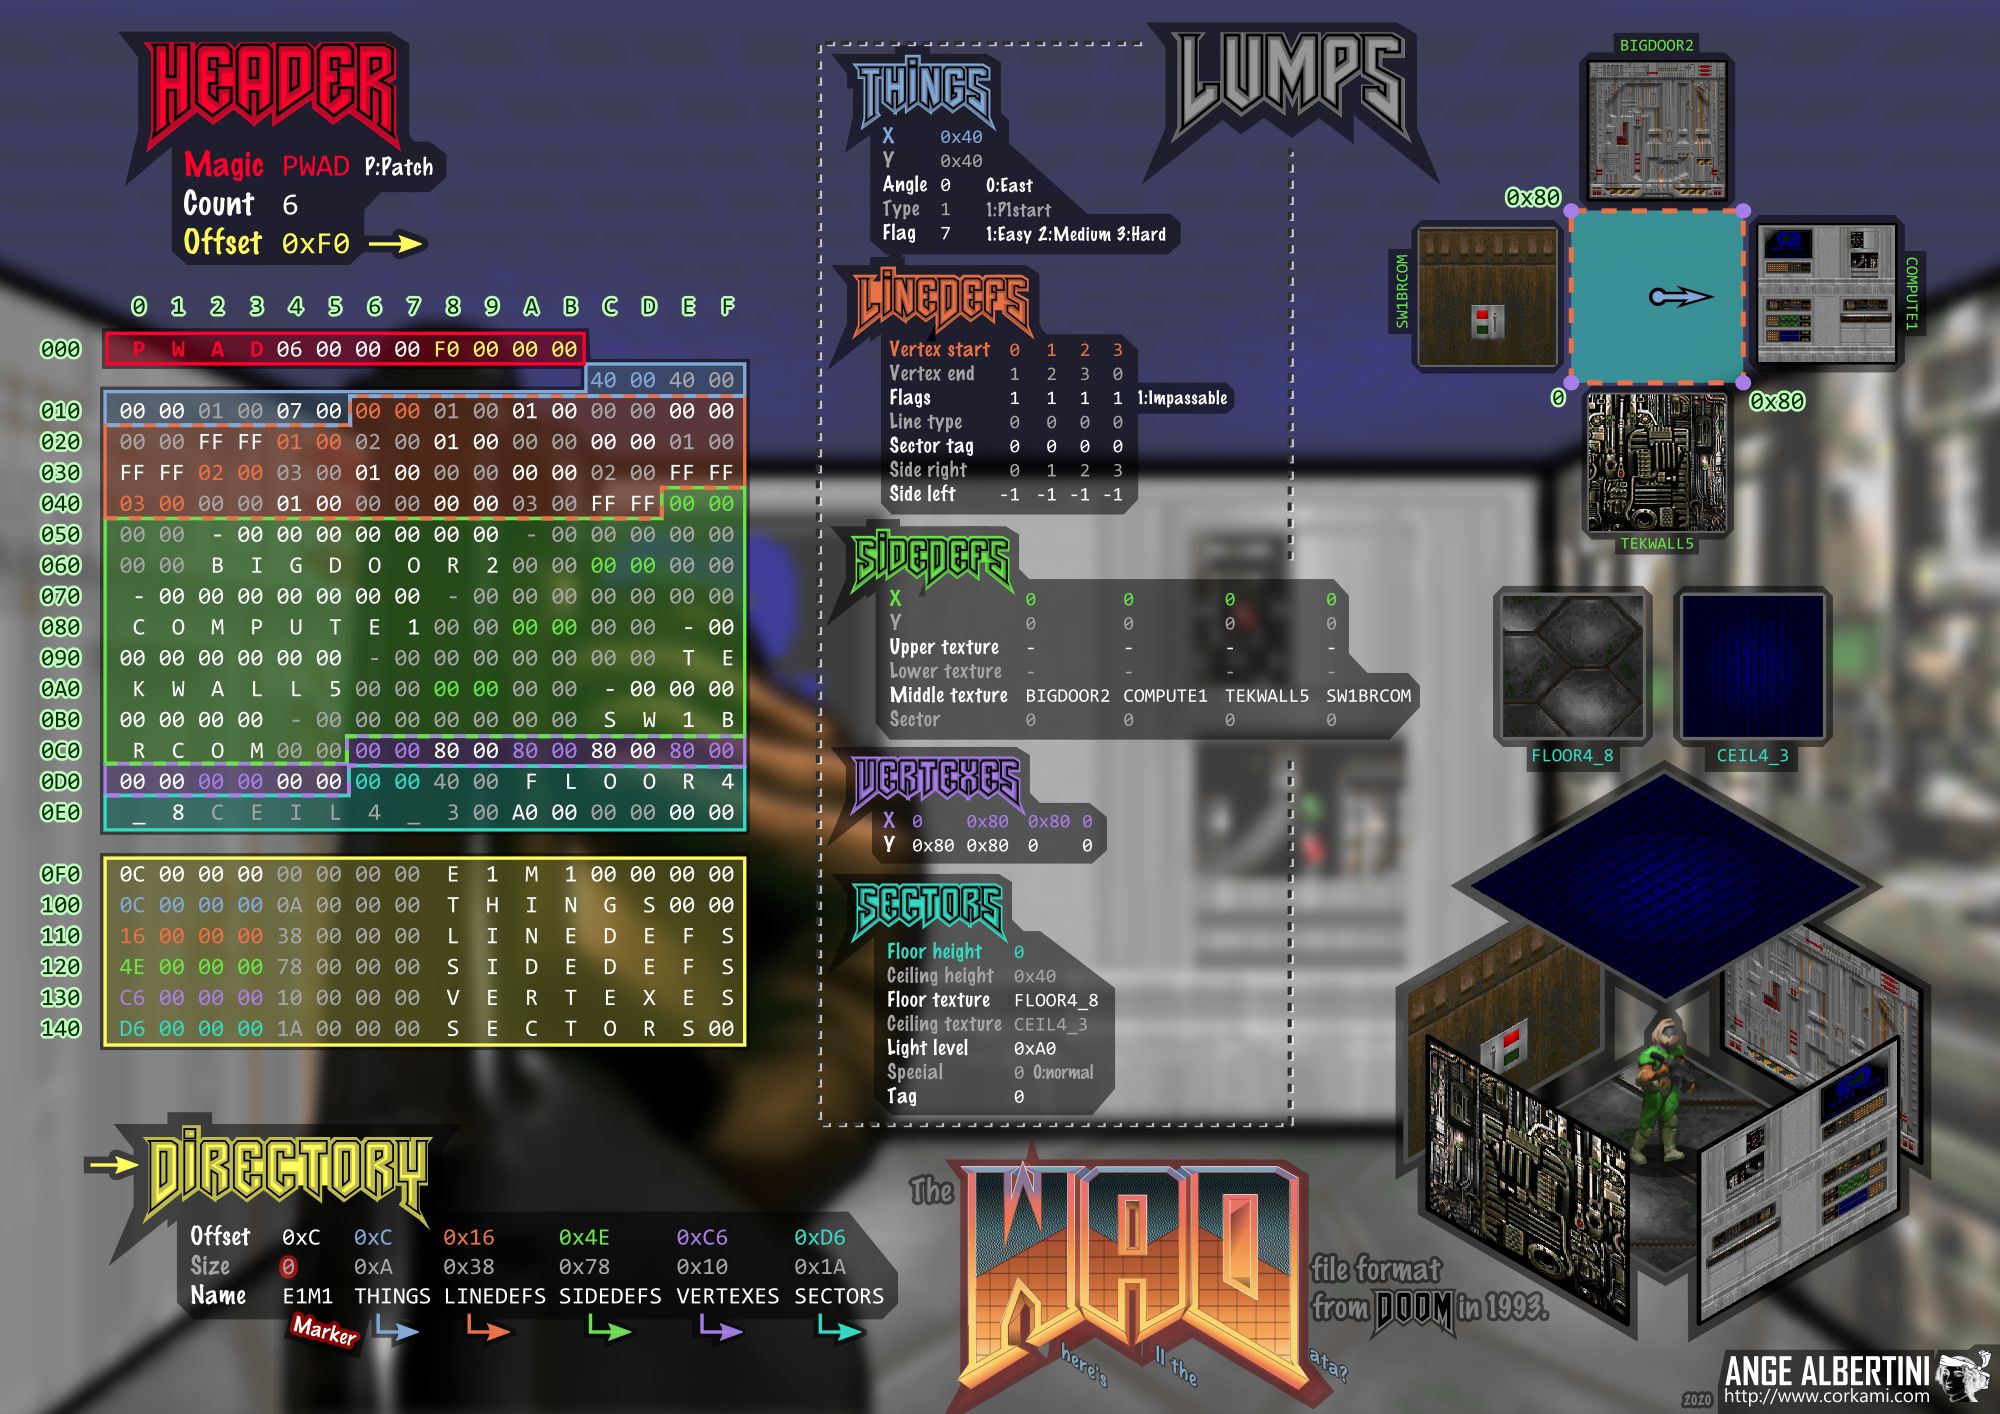 HEADER
Magic PWAD P:Patch
Count 6
Offset 0xF0
0 1 2 3 4 5 6 7 8 9 A B C D E F
000 P W A D 06 00 00 00 F0 00 00 00
40 00 40 00
010 00 00 01 00 07 00 00 00 01 00 01 00 00 00 00 00
020 00 00 FF FF 01 00 02 00 01 00 00 00 00 00 01 00
030 FF FF 02 00 03 00 01 00 00 00 00 00 02 00 FF FF
040 03 00 00 00 01 00 00 00 00 00 03 00 FF FF 00 00
050 00 00 - 00 00 00 00 00 00 00 - 00 00 00 00 00
060 00 00 B I G D O O R 2 00 00 00 00 00 00
070 - 00 00 00 00 00 00 00 - 00 00 00 00 00 00 00
080 C O M P U T E 1 00 00 00 00 00 00 - 00
090 00 00 00 00 00 00 - 00 00 00 00 00 00 00 T E
0A0 K W A L L 5 00 00 00 00 00 00 - 00 00 00
0B0 00 00 00 00 - 00 00 00 00 00 00 00 S W 1 B
0C0 R C O M 00 00 00 00 80 00 80 00 80 00 80 00
0D0 00 00 00 00 00 00 00 00 40 00 F L O O R 4
0E0 _ 8 C E I L 4 _ 3 00 A0 00 00 00 00 00
0F0 0C 00 00 00 00 00 00 00 E 1 M 1 00 00 00 00
100 0C 00 00 00 0A 00 00 00 T H I N G S 00 00
110 16 00 00 00 38 00 00 00 L I N E D E F S
120 4E 00 00 00 78 00 00 00 S I D E D E F S
130 C6 00 00 00 10 00 00 00 V E R T E X E S
140 D6 00 00 00 1A 00 00 00 S E C T O R S 00
DIRECTORY
Offset 0xC 0xC 0x16 0x4E 0xC6 0xD6
Size 0 0xA 0x38 0x78 0x10 0x1A
Name E1M1 THINGS LINEDEFS SIDEDEFS VERTEXES SECTORS
Marker
LUMPS
THINGS
X 0x40
Y 0x40
Angle 0 0:East
Type 1 1:P1start
Flag 7 1:Easy 2:Medium 3:Hard
LINEDEFS
Vertex start 0 1 2 3
Vertex end 1 2 3 0
Flags 1 1 1 1 1:Impassable
Line type 0 0 0 0
Sector tag 0 0 0 0
Side right 0 1 2 3
Side left -1 -1 -1 -1
SIDEDEFS
X 0 0 0 0
Y 0 0 0 0
Upper texture - - - -
Lower texture - - - -
Middle texture BIGDOOR2 COMPUTE1 TEKWALL5 SW1BRCOM
Sector 0 0 0 0
VERTEXES
X 0 0x80 0x80 0
Y 0x80 0x80 0 0
SECTORS
Floor height 0
Ceiling height 0x40
Floor texture FLOOR4_8
Ceiling texture CEIL4_3
Light level 0xA0
Special 0 0:normal
Tag 0
BIGDOOR2
0x80
SW1BRCOM
COMPUTE1
0
0x80
TEKWALL5
FLOOR4_8
CEIL4_3
The
WAD
here's
ll the
ata?
file format
from DOOM in 1993.
2020
ANGE ALBERTINI
http://www.corkami.com